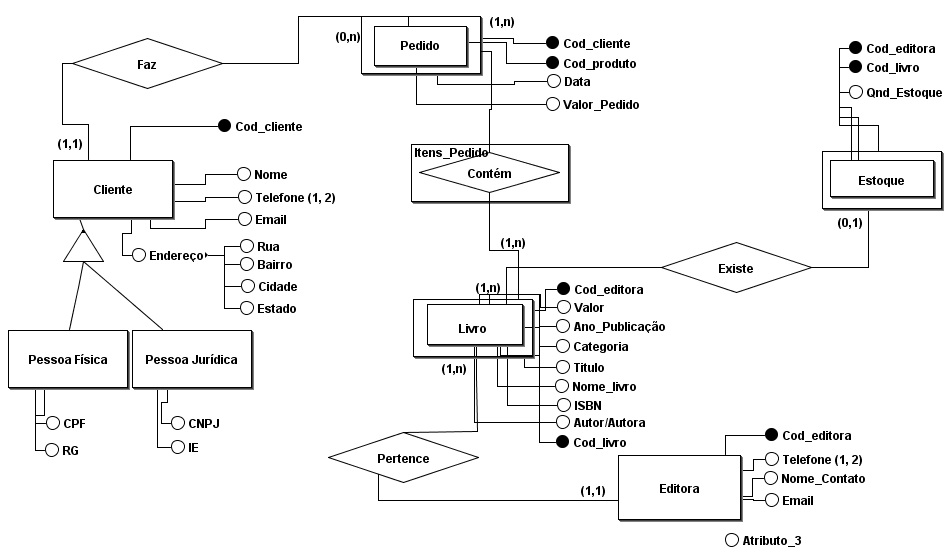 (0,n)
(1,n)
Pedido
Cod_cliente
Cod_produto
Data
Valor_Pedido
Faz
(1,1)
Cod_cliente
Cliente
Nome
Telefone (1, 2)
Email
Endereço
Rua
Bairro
Cidade
Estado
Itens_Pedido
Contém
Cod_editora
Cod_livro
Qnd_Estoque
Estoque
(0,1)
(1,n)
Existe
(1,n)
Livro
(1,n)
Cod_editora
Valor
Ano_Publicação
Categoria
Titulo
Nome_livro
ISBN
Autor/Autora
Cod_livro
Pessoa Física
Pessoa Jurídica
CPF
RG
CNPJ
IE
Pertence
(1,1)
Editora
Cod_editora
Telefone (1, 2)
Nome_Contato
Email
Atributo_3